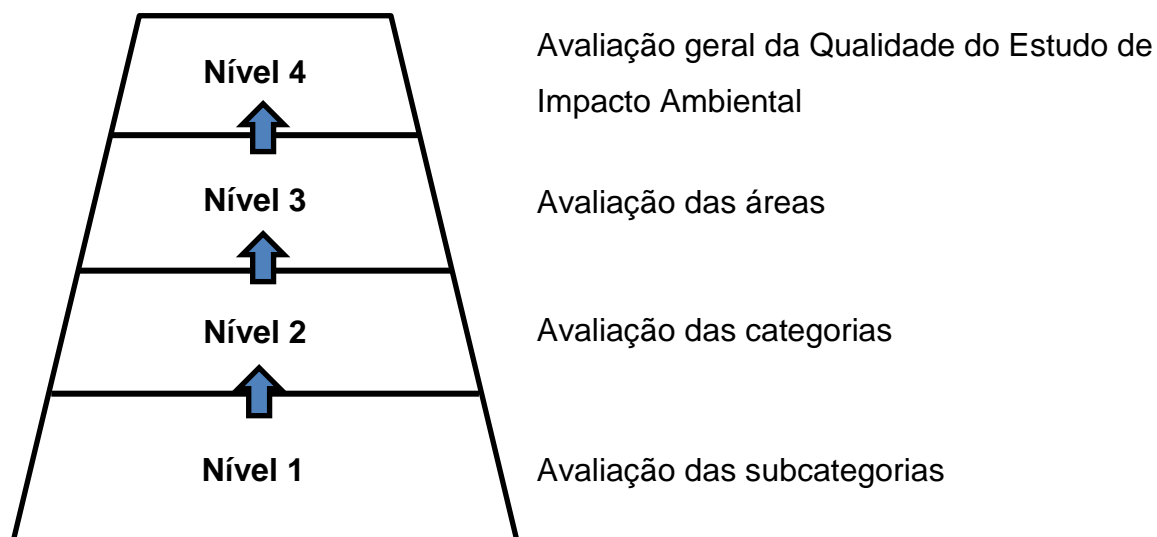 Nível 4
Avaliação geral da Qualidade do Estudo de
Impacto Ambiental
Nível 3
Avaliação das áreas
Nível 2
Avaliação das categorias
Nível 1
Avaliação das subcategorias